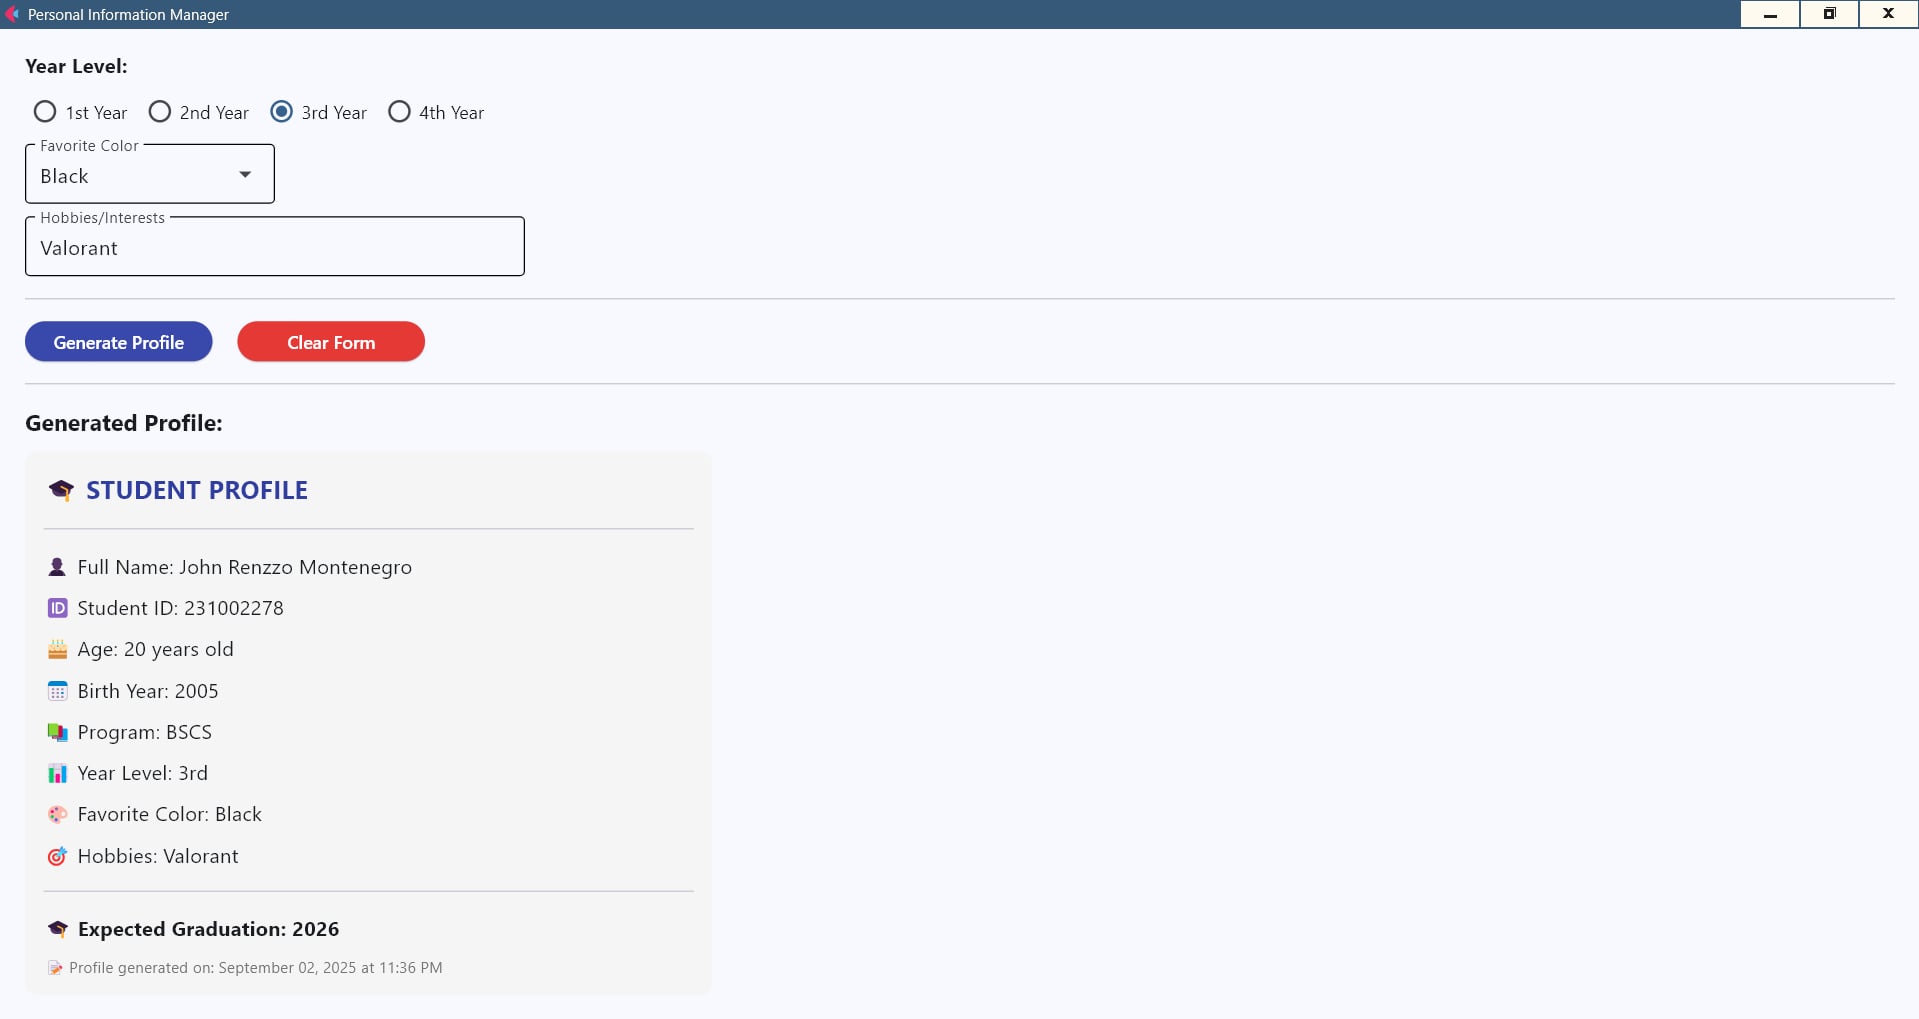 Personal Information Manager
Year Level:
1st Year 2nd Year 3rd Year 4th Year
Favorite Color
Black
Hobbies/Interests
Valorant
Generate Profile Clear Form
Generated Profile:
STUDENT PROFILE
Full Name: John Renzzo Montenegro
ID Student ID: 231002278
Age: 20 years old
Birth Year: 2005
Program: BSCS
Year Level: 3rd
Favorite Color: Black
Hobbies: Valorant
Expected Graduation: 2026
Profile generated on: September 02, 2025 at 11:36 PM